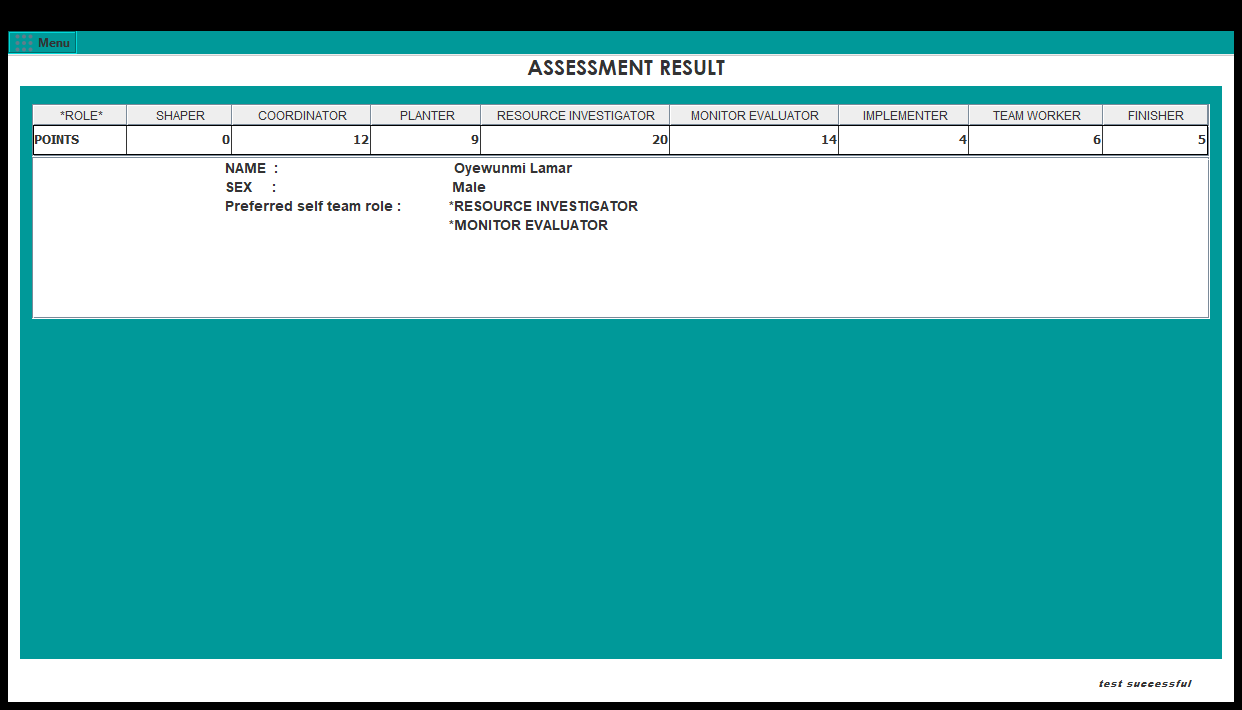 Menu
ASSESSMENT RESULT
*ROLE* SHAPER COORDINATOR PLANTER RESOURCE INVESTIGATOR MONITOR EVALUATOR IMPLEMENTER TEAM WORKER FINISHER
POINTS 0 12 9 20 14 4 6 5
NAME : Oyewunmi Lamar
SEX : Male
Preferred self team role : *RESOURCE INVESTIGATOR
*MONITOR EVALUATOR
test successful